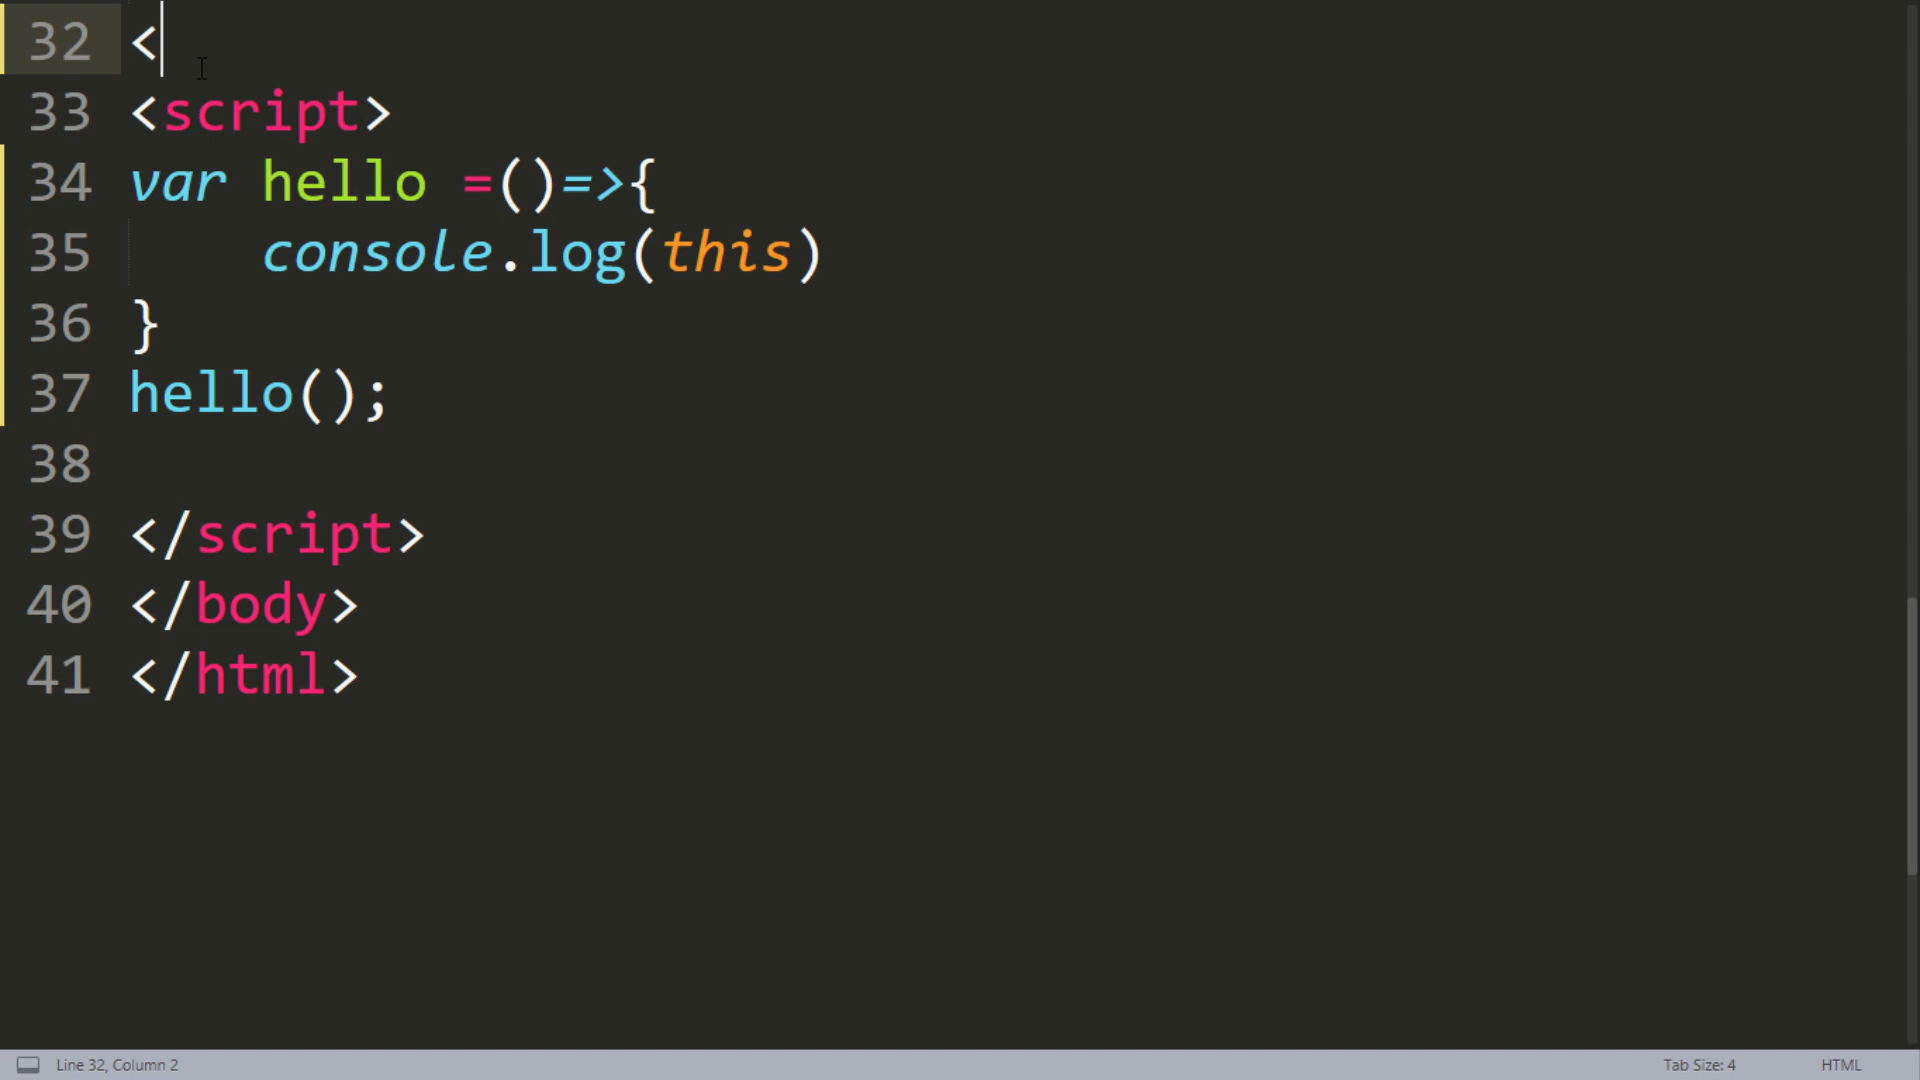 32 <
33 <script>
34 var hello =()=>{
35     console.log(this)
36 }
37 hello();
38
39 </script>
40 </body>
41 </html>
Line 32, Column 2 Tab Size: 4 HTML